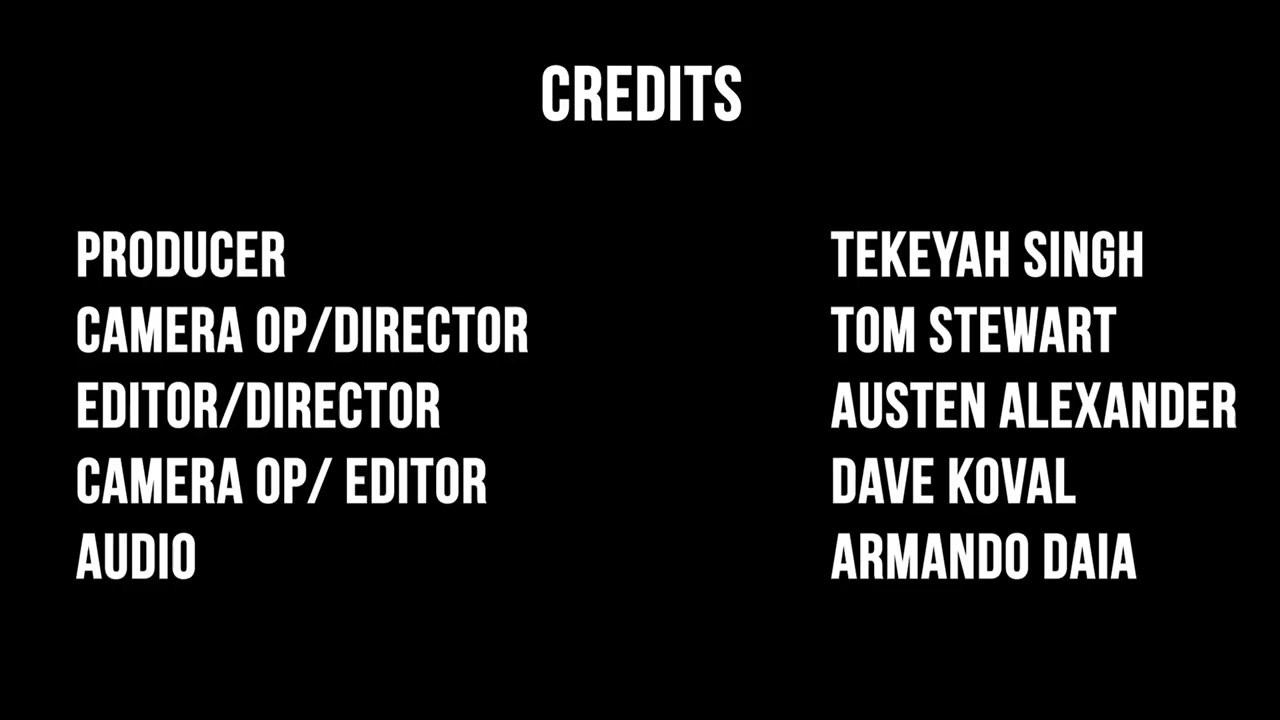 CREDITS
PRODUCER TEKEYAH SINGH
CAMERA OP/DIRECTOR TOM STEWART
EDITOR/DIRECTOR AUSTEN ALEXANDER
CAMERA OP/ EDITOR DAVE KOVAL
AUDIO ARMANDO DAIA